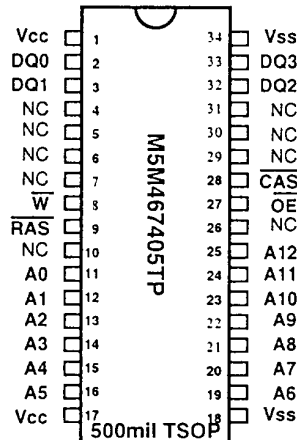 Vcc 1 34 Vss
DQ0 2 33 DQ3
DQ1 3 32 DQ2
NC 4 31 NC
NC 5 30 NC
NC 6 29 NC
NC 7 28 C̅A̅S̅
W̅ 8 27 O̅E̅
R̅A̅S̅ 9 26 NC
NC 10 25 A12
A0 11 24 A11
A1 12 23 A10
A2 13 22 A9
A3 14 21 A8
A4 15 20 A7
A5 16 19 A6
Vcc 17 18 Vss
M5M467405TP
500mil TSOP